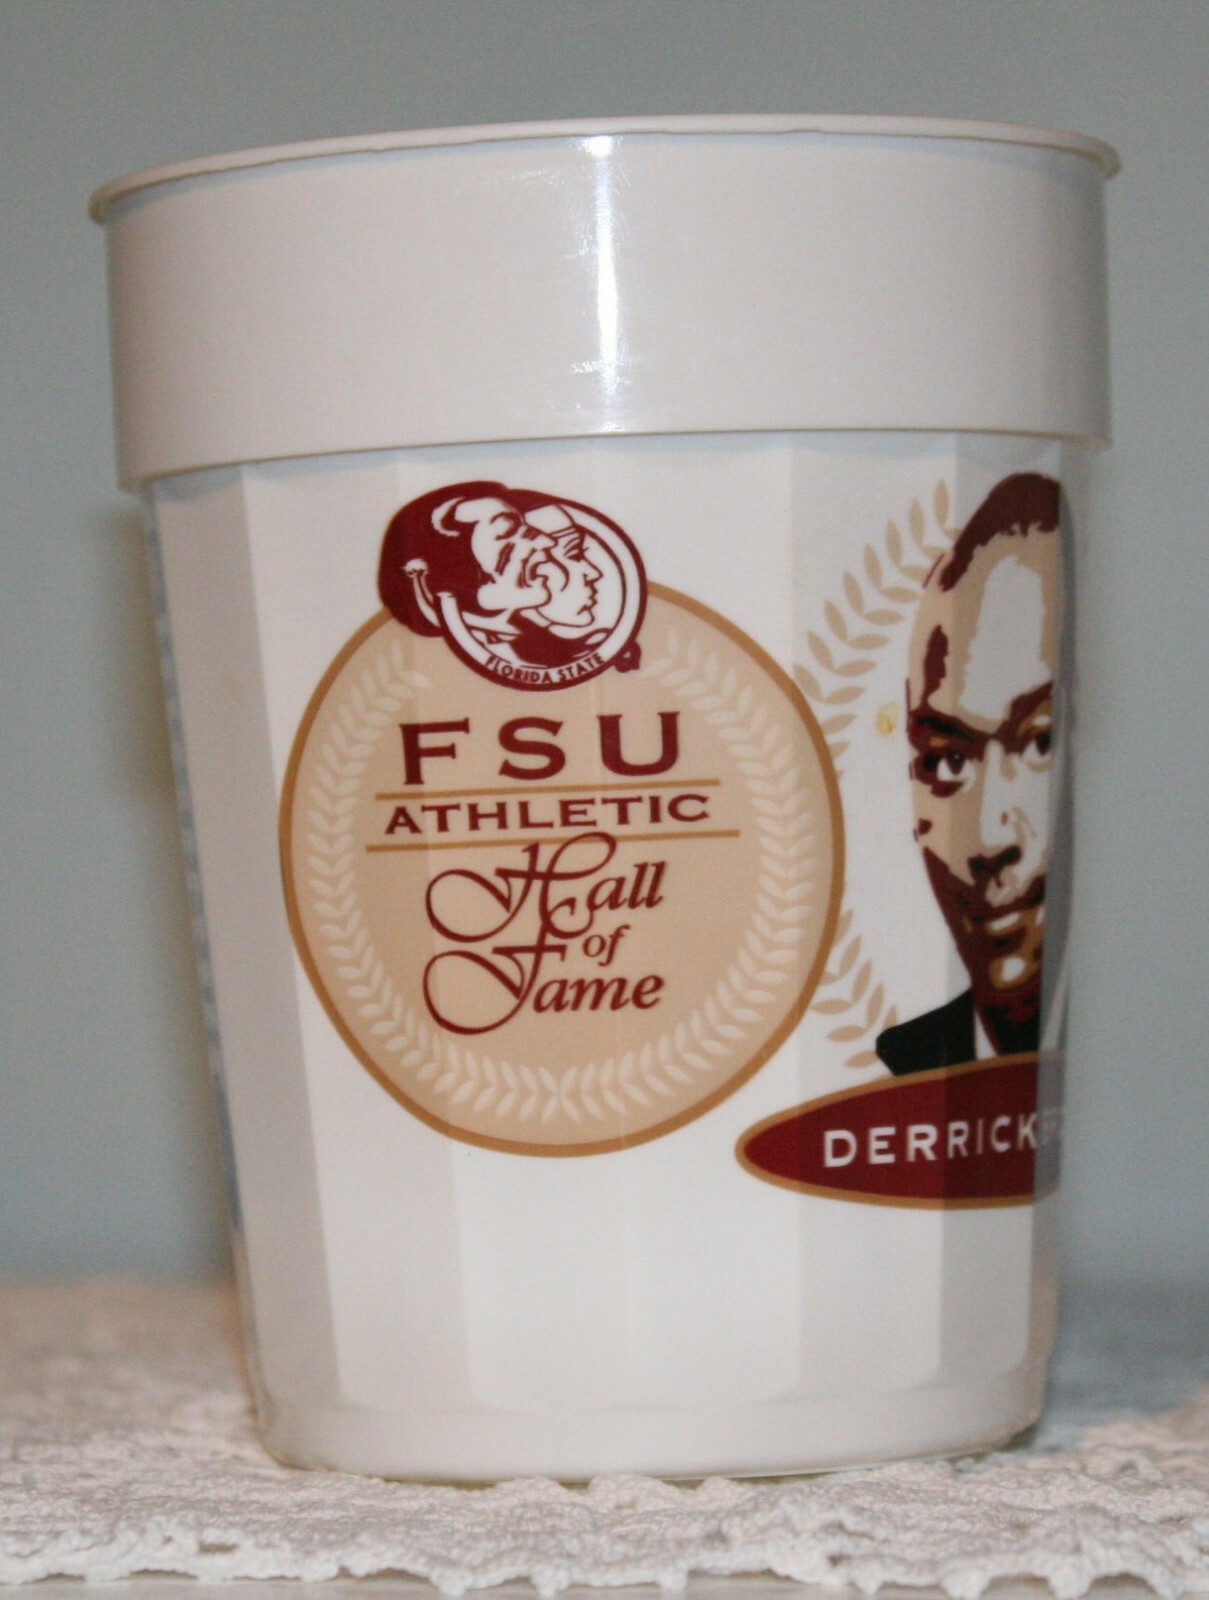 FLORIDA STATE
FSU
ATHLETIC
Hall
of
Fame
DERRICK